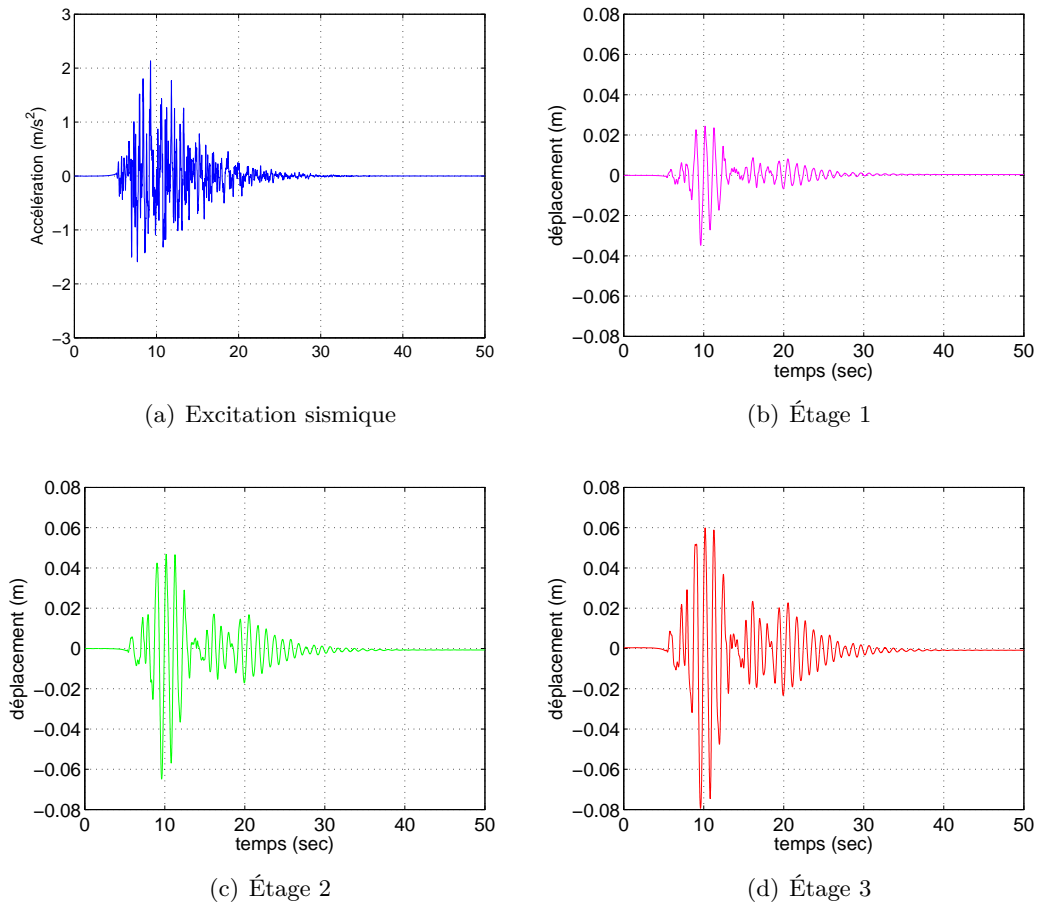 3
2
1
0
−1
−2
−3
Accélération (m/s²)
0 10 20 30 40 50
(a) Excitation sismique
0.08
0.06
0.04
0.02
0
−0.02
−0.04
−0.06
−0.08
déplacement (m)
0 10 20 30 40 50
temps (sec)
(b) Étage 1
0.08
0.06
0.04
0.02
0
−0.02
−0.04
−0.06
−0.08
déplacement (m)
0 10 20 30 40 50
temps (sec)
(c) Étage 2
0.08
0.06
0.04
0.02
0
−0.02
−0.04
−0.06
−0.08
déplacement (m)
0 10 20 30 40 50
temps (sec)
(d) Étage 3